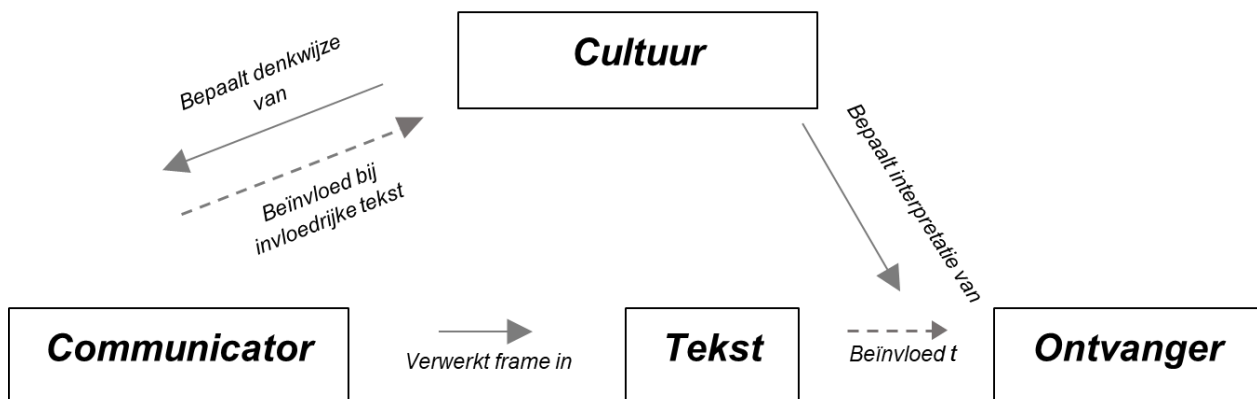 Cultuur
Bepaalt denkwijze
van
Beïnvloed bij
invloedrijke tekst
Bepaalt interpretatie van
Communicator
Verwerkt frame in
Tekst
Beïnvloed t
Ontvanger